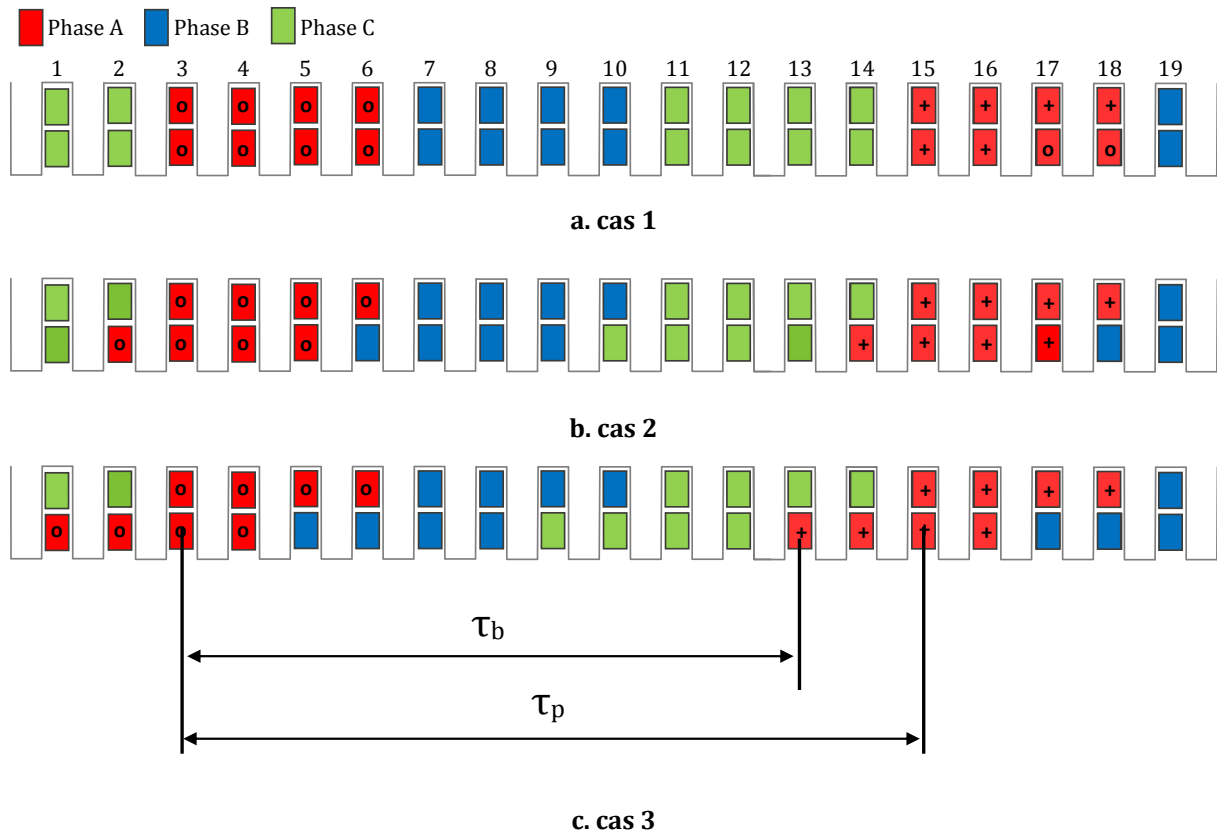 Phase A Phase B Phase C
1 2 3 4 5 6 7 8 9 10 11 12 13 14 15 16 17 18 19
o o o o + + + +
o o o o + + o o
a. cas 1
o o o o + + + +
o o o o + + + +
b. cas 2
o o o o + + + +
o o o o + + + +
τb
τp
c. cas 3